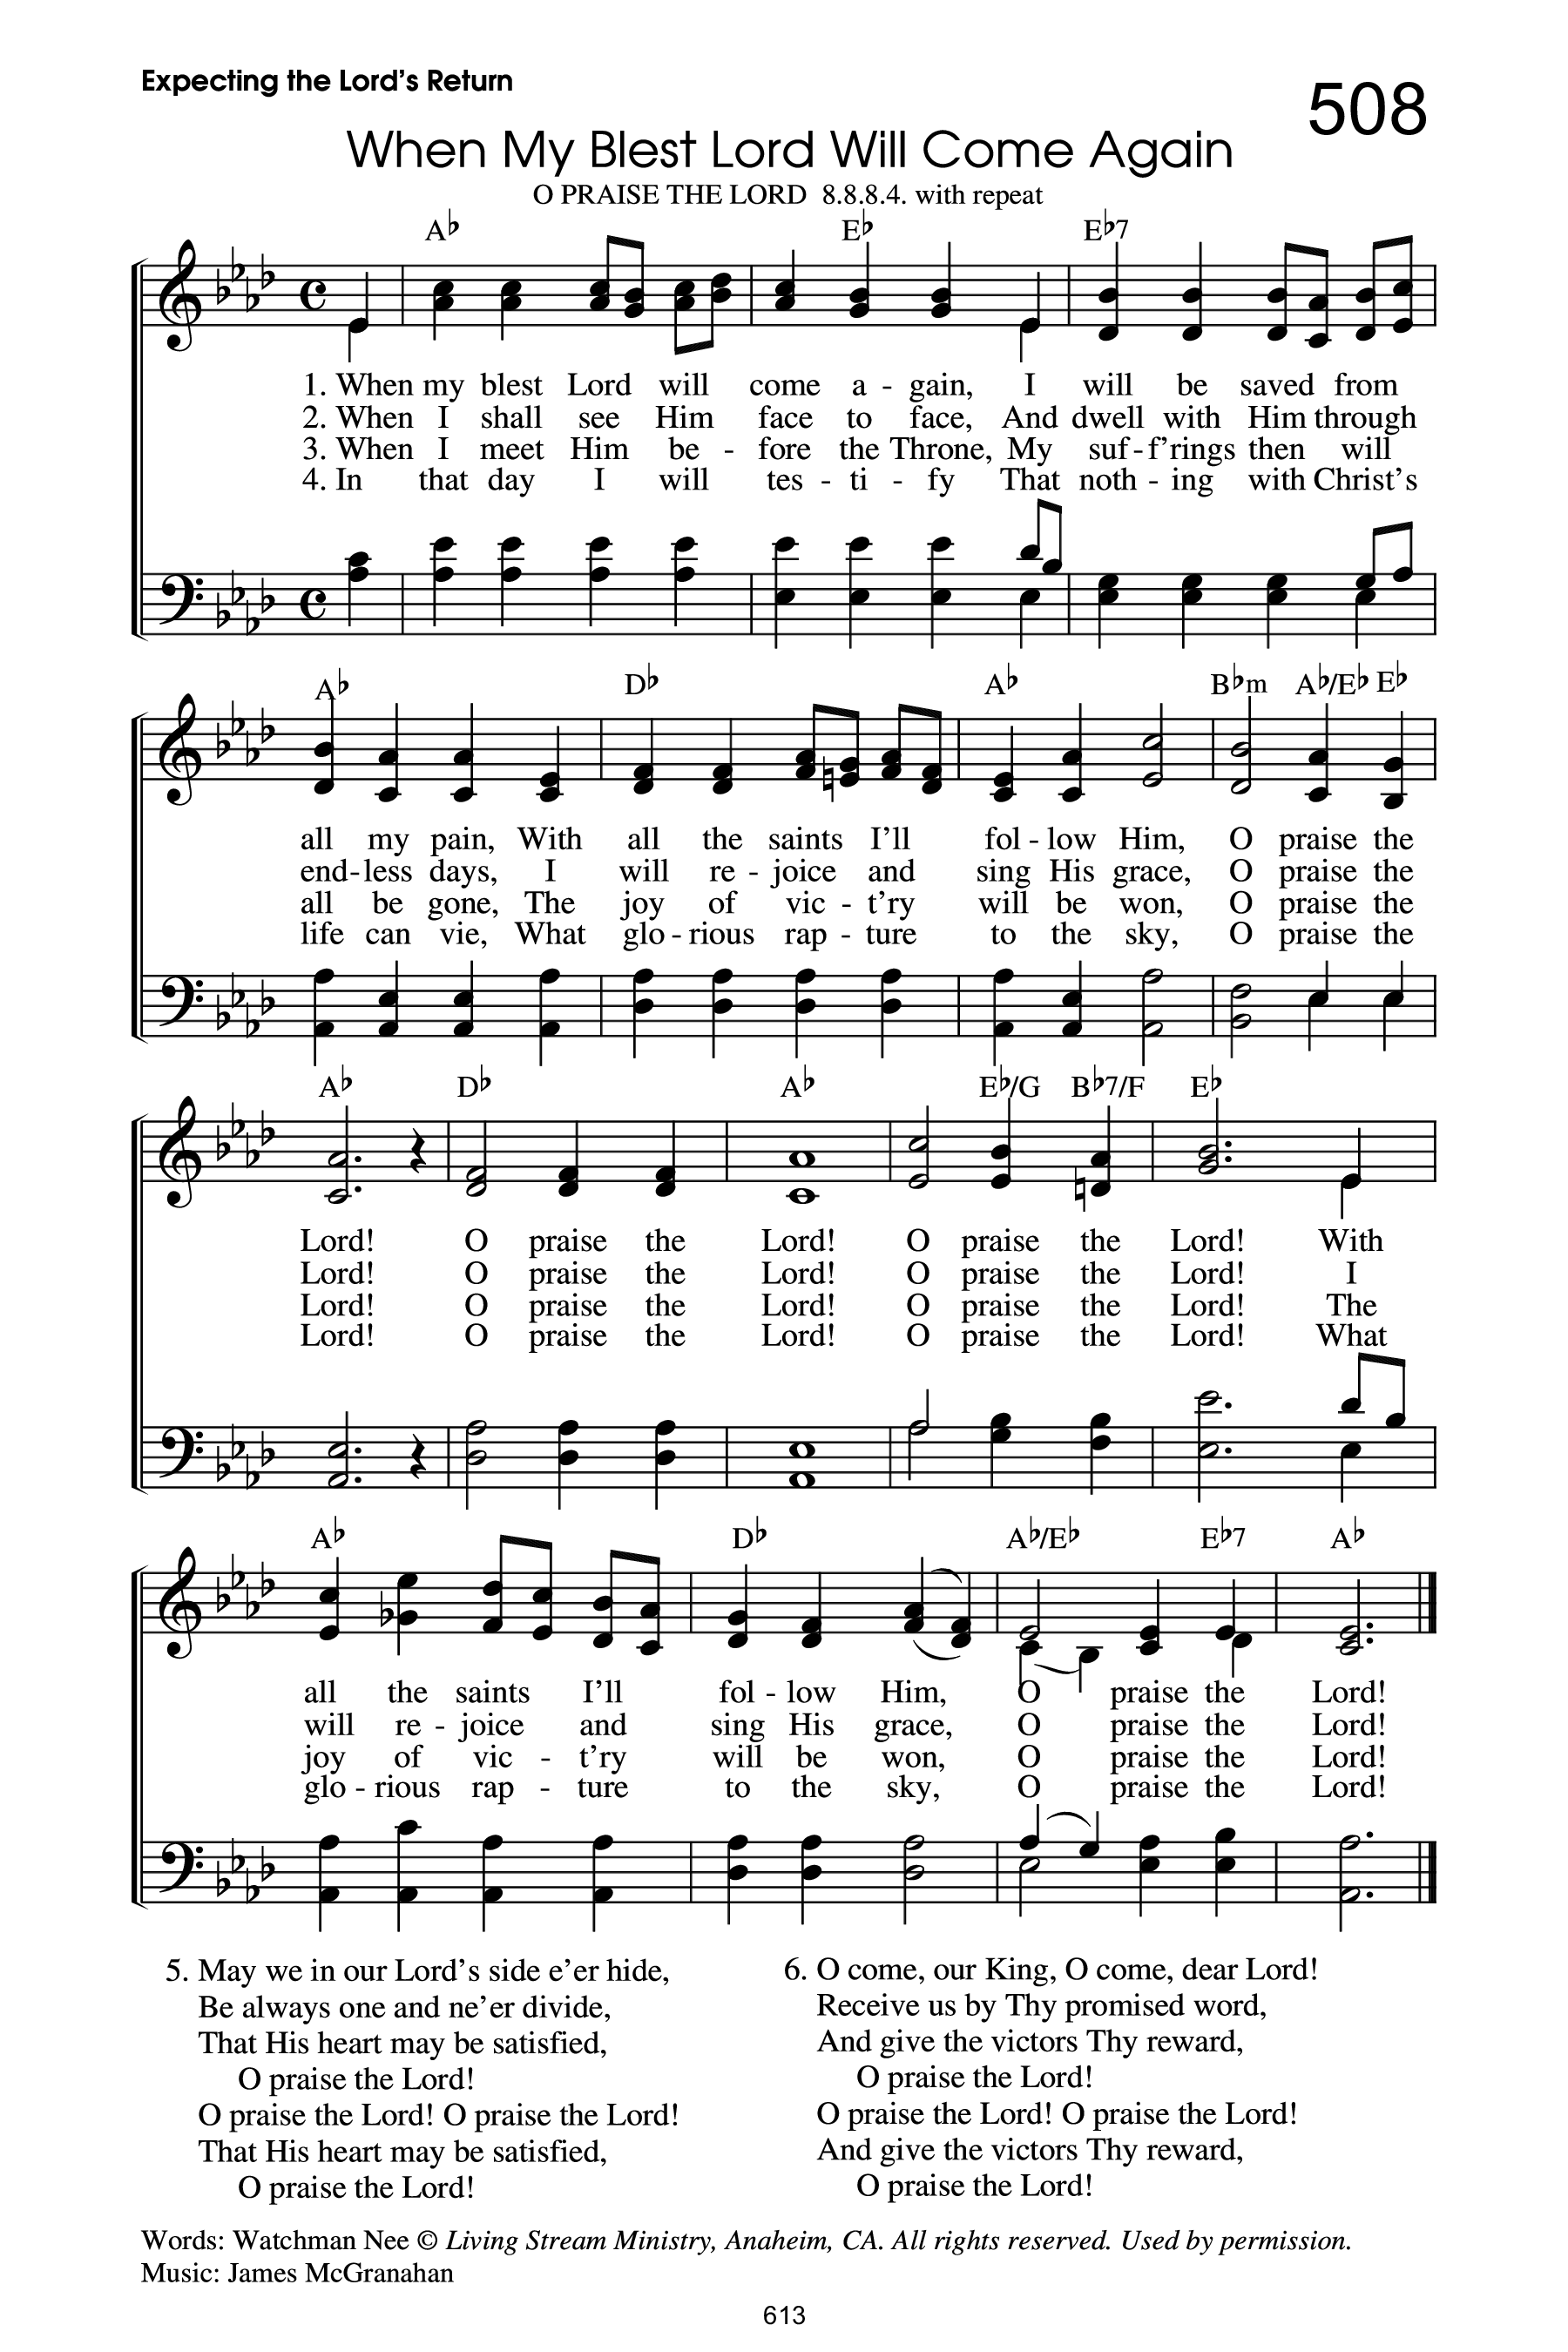 Expecting the Lord's Return
508
When My Blest Lord Will Come Again
O PRAISE THE LORD 8.8.8.4. with repeat
A♭ E♭ E♭7
1. When my blest Lord will come a - gain, I will be saved from
2. When I shall see Him face to face, And dwell with Him through
3. When I meet Him be - fore the Throne, My suf - f'rings then will
4. In that day I will tes - ti - fy That noth - ing with Christ's
A♭ D♭ A♭ B♭m A♭/E♭ E♭
all my pain, With all the saints I'll fol - low Him, O praise the
end - less days, I will re - joice and sing His grace, O praise the
all be gone, The joy of vic - t'ry will be won, O praise the
life can vie, What glo - rious rap - ture to the sky, O praise the
A♭ D♭ A♭ E♭/G B♭7/F E♭
Lord! O praise the Lord! O praise the Lord! With
Lord! O praise the Lord! O praise the Lord! I
Lord! O praise the Lord! O praise the Lord! The
Lord! O praise the Lord! O praise the Lord! What
A♭ D♭ A♭/E♭ E♭7 A♭
all the saints I'll fol - low Him, O praise the Lord!
will re - joice and sing His grace, O praise the Lord!
joy of vic - t'ry will be won, O praise the Lord!
glo - rious rap - ture to the sky, O praise the Lord!
5. May we in our Lord's side e'er hide,
Be always one and ne'er divide,
That His heart may be satisfied,
O praise the Lord!
O praise the Lord! O praise the Lord!
That His heart may be satisfied,
O praise the Lord!
6. O come, our King, O come, dear Lord!
Receive us by Thy promised word,
And give the victors Thy reward,
O praise the Lord!
O praise the Lord! O praise the Lord!
And give the victors Thy reward,
O praise the Lord!
Words: Watchman Nee © Living Stream Ministry, Anaheim, CA. All rights reserved. Used by permission.
Music: James McGranahan
613